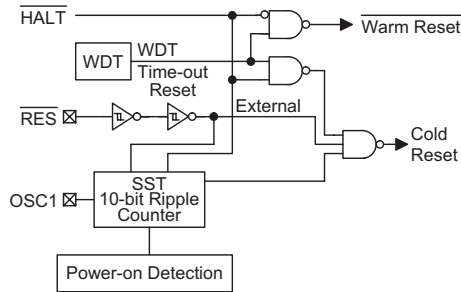 HALT
Warm Reset
WDT
WDT
Time-out
Reset
RES
External
Cold
Reset
OSC1
SST
10-bit Ripple
Counter
Power-on Detection